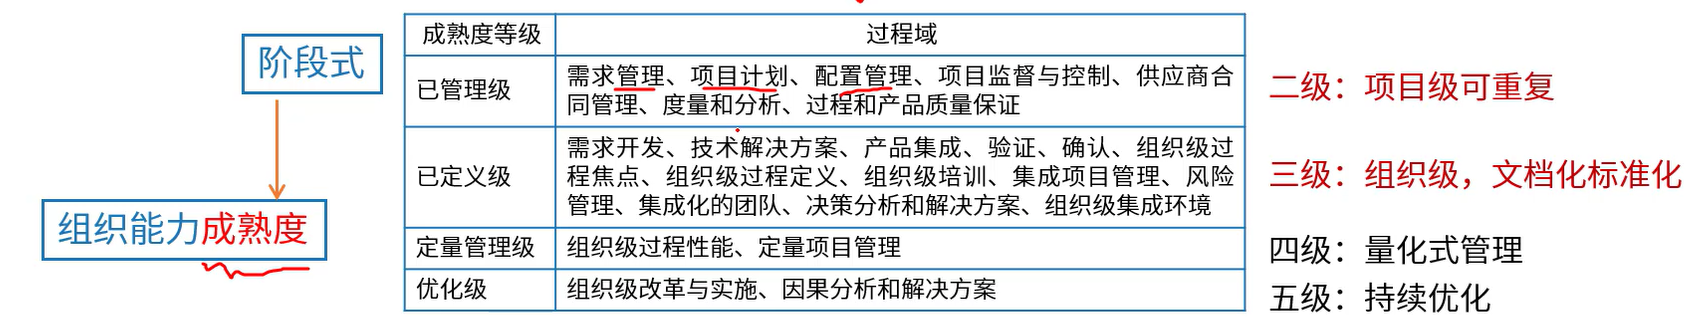 阶段式
组织能力成熟度
成熟度等级 过程域
已管理级 需求管理、项目计划、配置管理、项目监督与控制、供应商合
同管理、度量和分析、过程和产品质量保证
已定义级 需求开发、技术解决方案、产品集成、验证、确认、组织级过
程焦点、组织级过程定义、组织级培训、集成项目管理、风险
管理、集成化的团队、决策分析和解决方案、组织级集成环境
定量管理级 组织级过程性能、定量项目管理
优化级 组织级改革与实施、因果分析和解决方案
二级：项目级可重复
三级：组织级，文档化标准化
四级：量化式管理
五级：持续优化